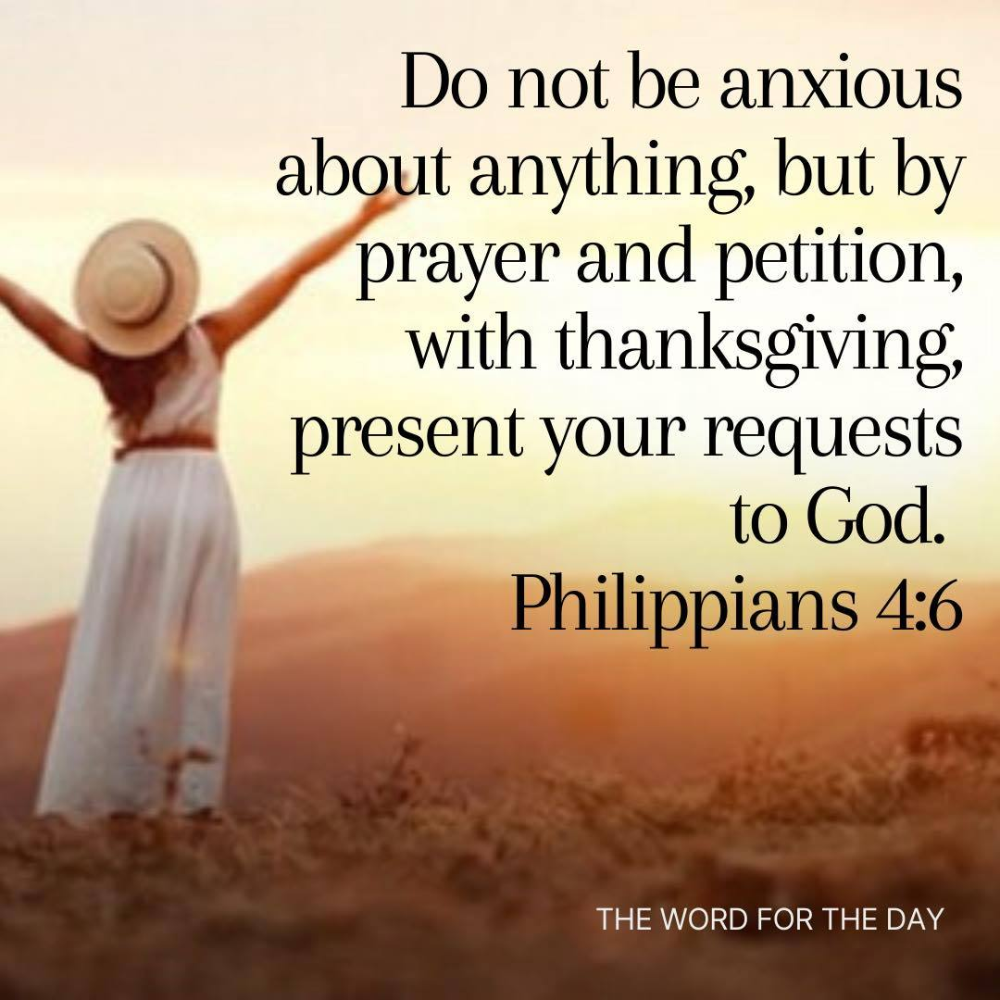 Do not be anxious
about anything, but by
prayer and petition,
with thanksgiving,
present your requests
to God.
Philippians 4:6
THE WORD FOR THE DAY